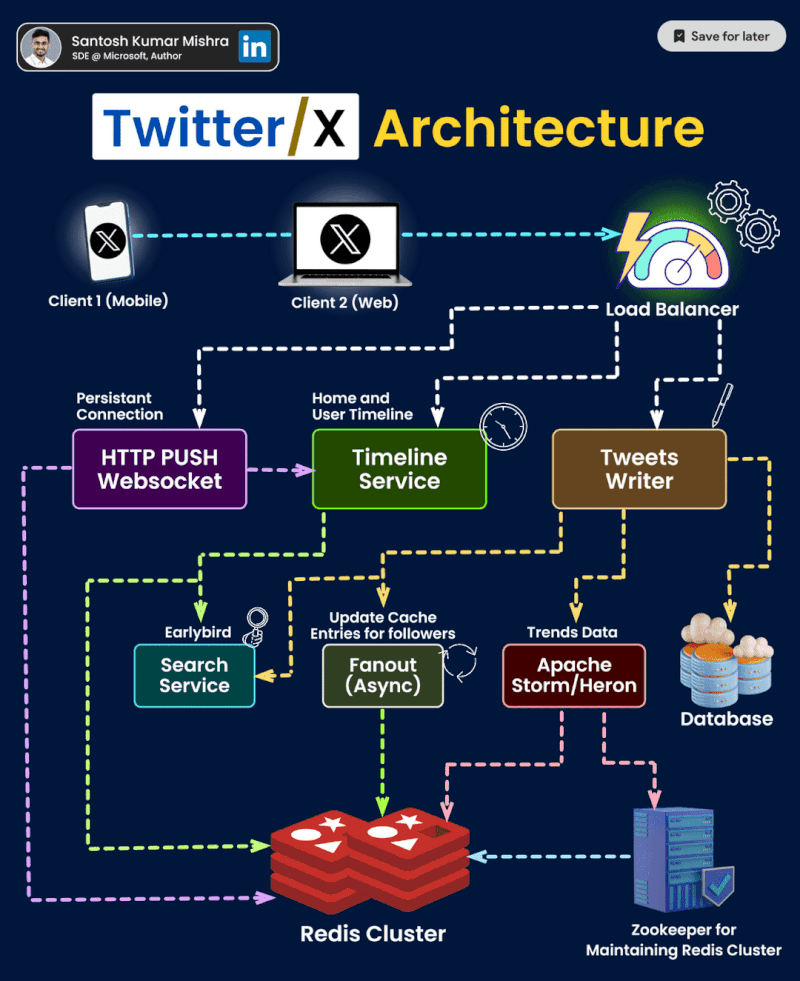 Santosh Kumar Mishra
SDE @ Microsoft, Author
in
Save for later
Twitter/X Architecture
Client 1 (Mobile)
Client 2 (Web)
Load Balancer
Persistant
Connection
Home and
User Timeline
HTTP PUSH
Websocket
Timeline
Service
Tweets
Writer
Earlybird
Update Cache
Entries for followers
Trends Data
Search
Service
Fanout
(Async)
Apache
Storm/Heron
Database
Redis Cluster
Zookeeper for
Maintaining Redis Cluster